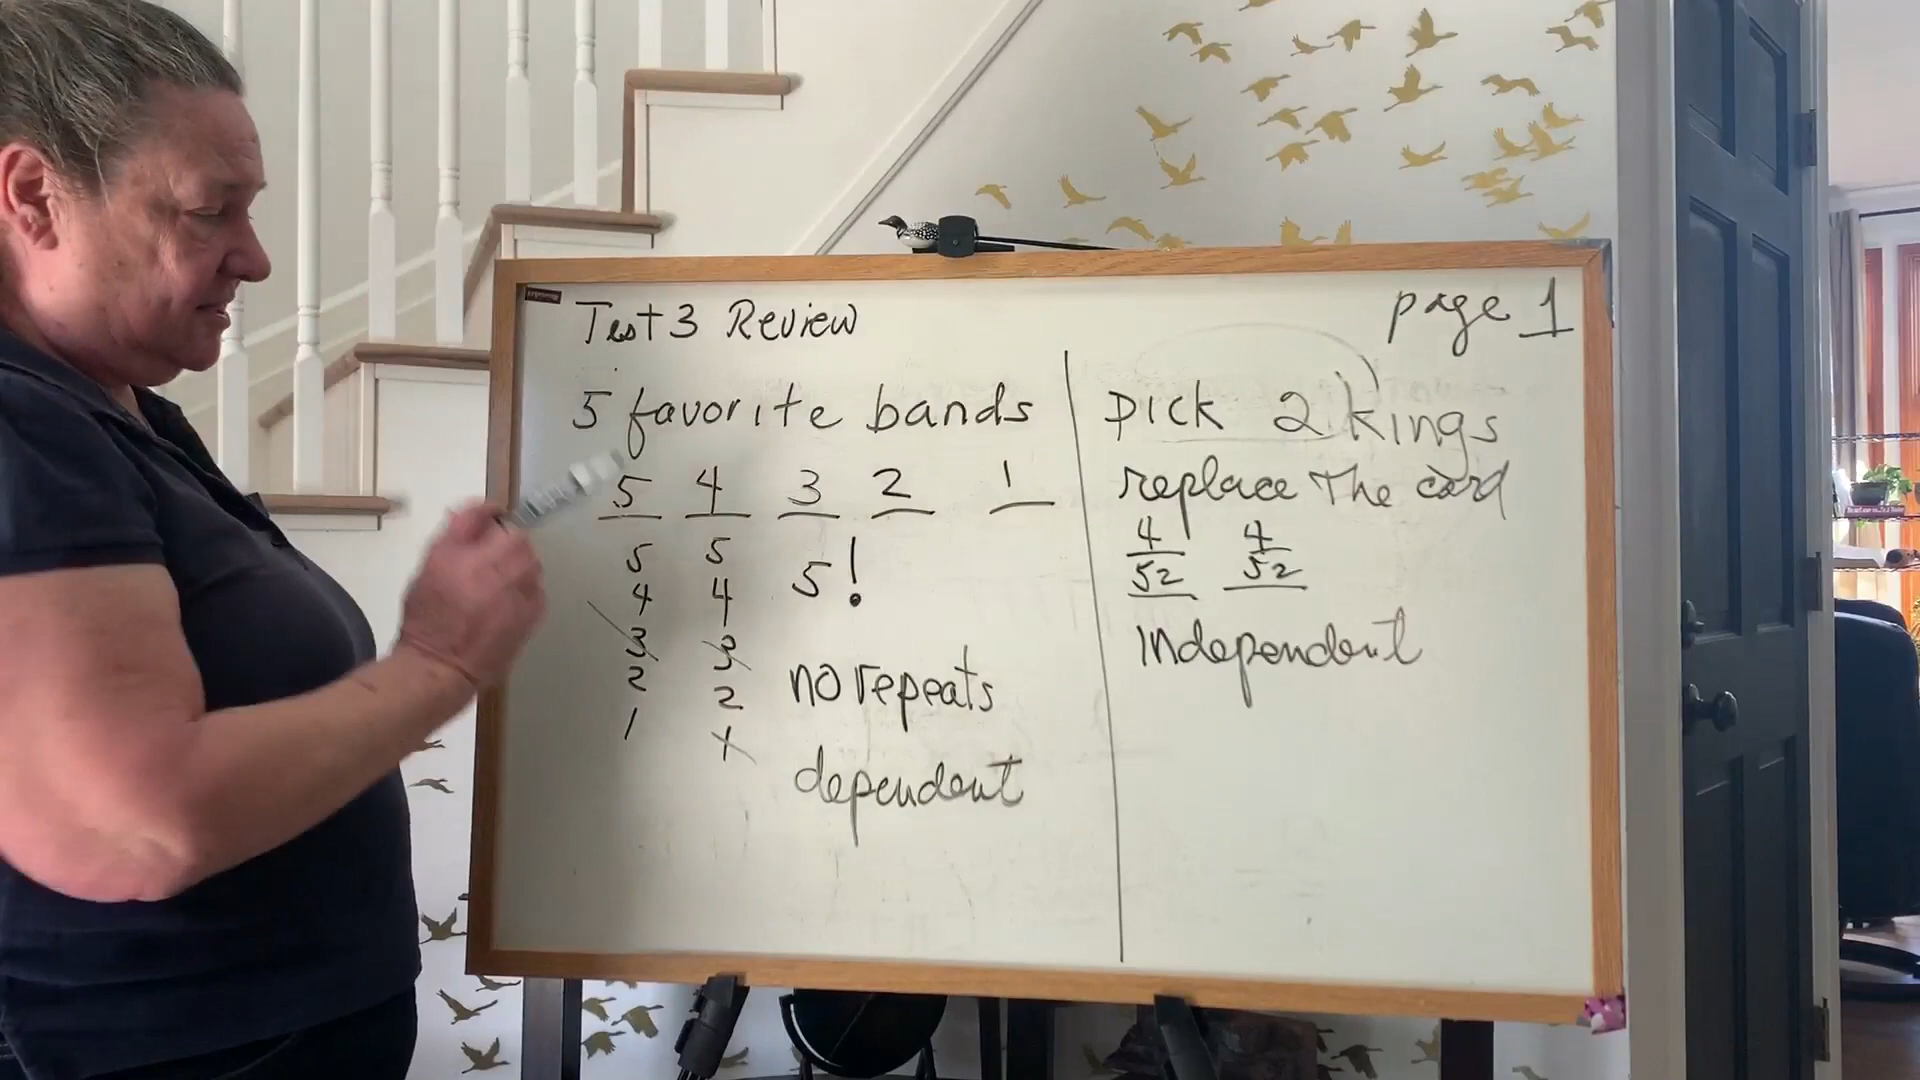 Test 3 Review
page 1
5 favorite bands
5 4 3 2 1
5 5
4 4
3 3
2 2
1 1
5!
no repeats
dependent
pick 2 kings
replace the card
4/52 4/52
Independent